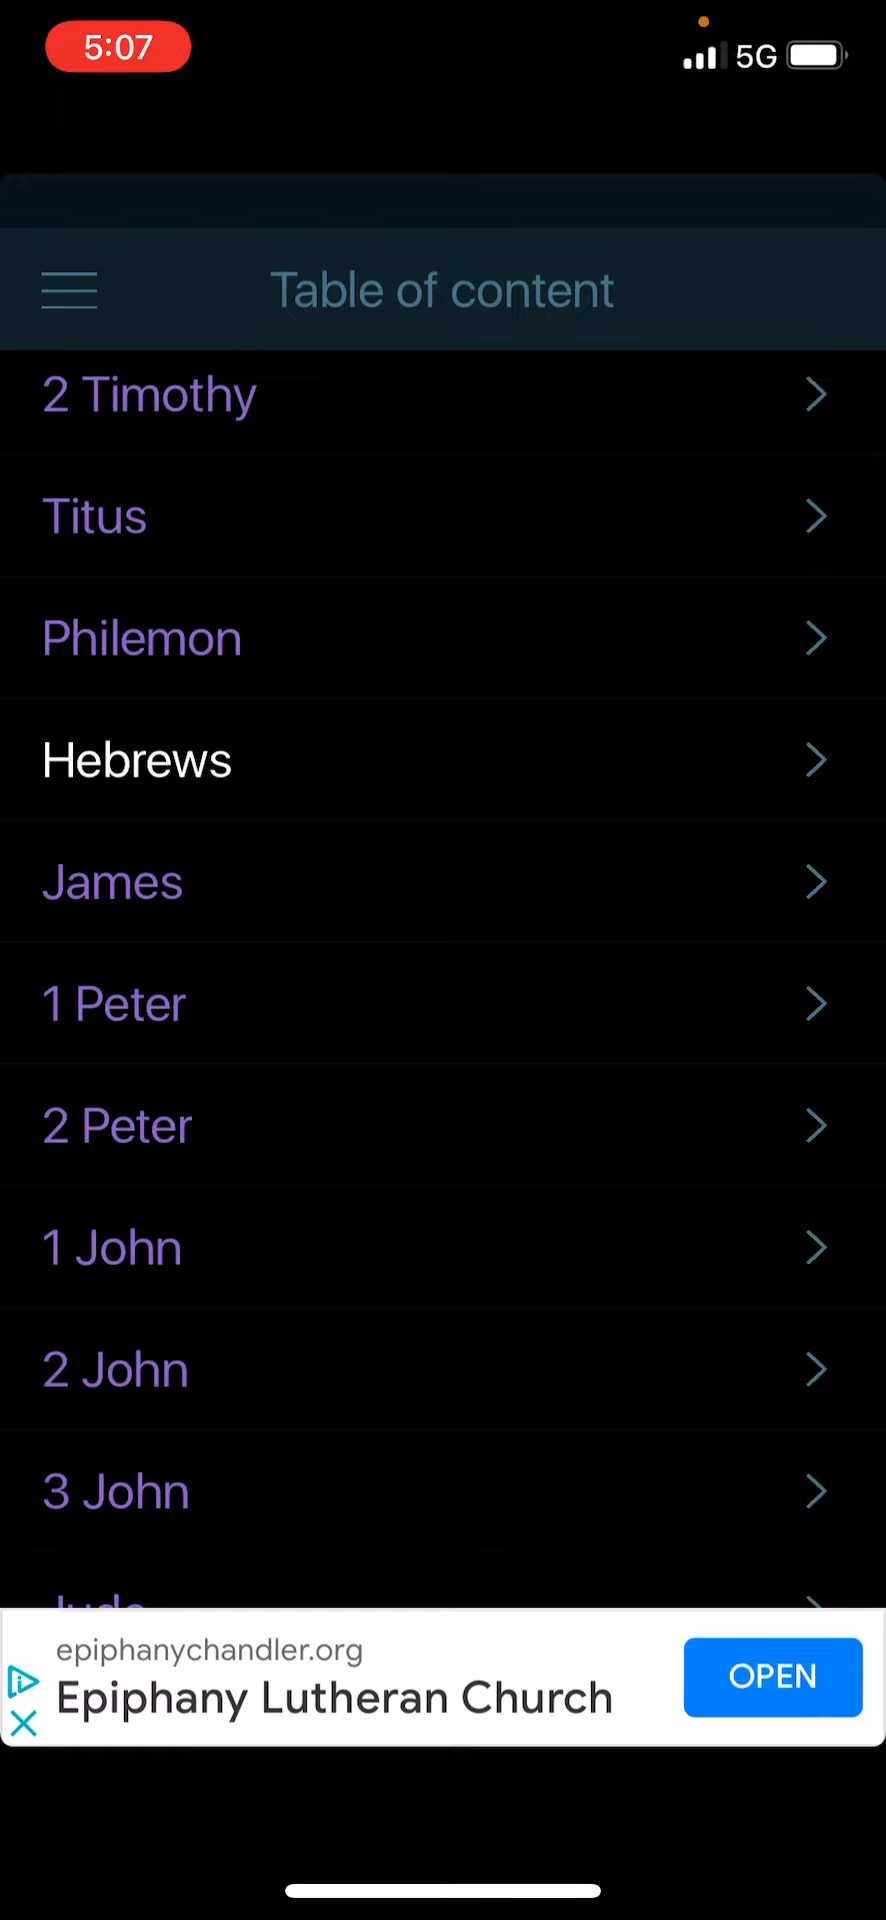 5:07
5G
Table of content
2 Timothy
Titus
Philemon
Hebrews
James
1 Peter
2 Peter
1 John
2 John
3 John
epiphanychandler.org
Epiphany Lutheran Church
OPEN